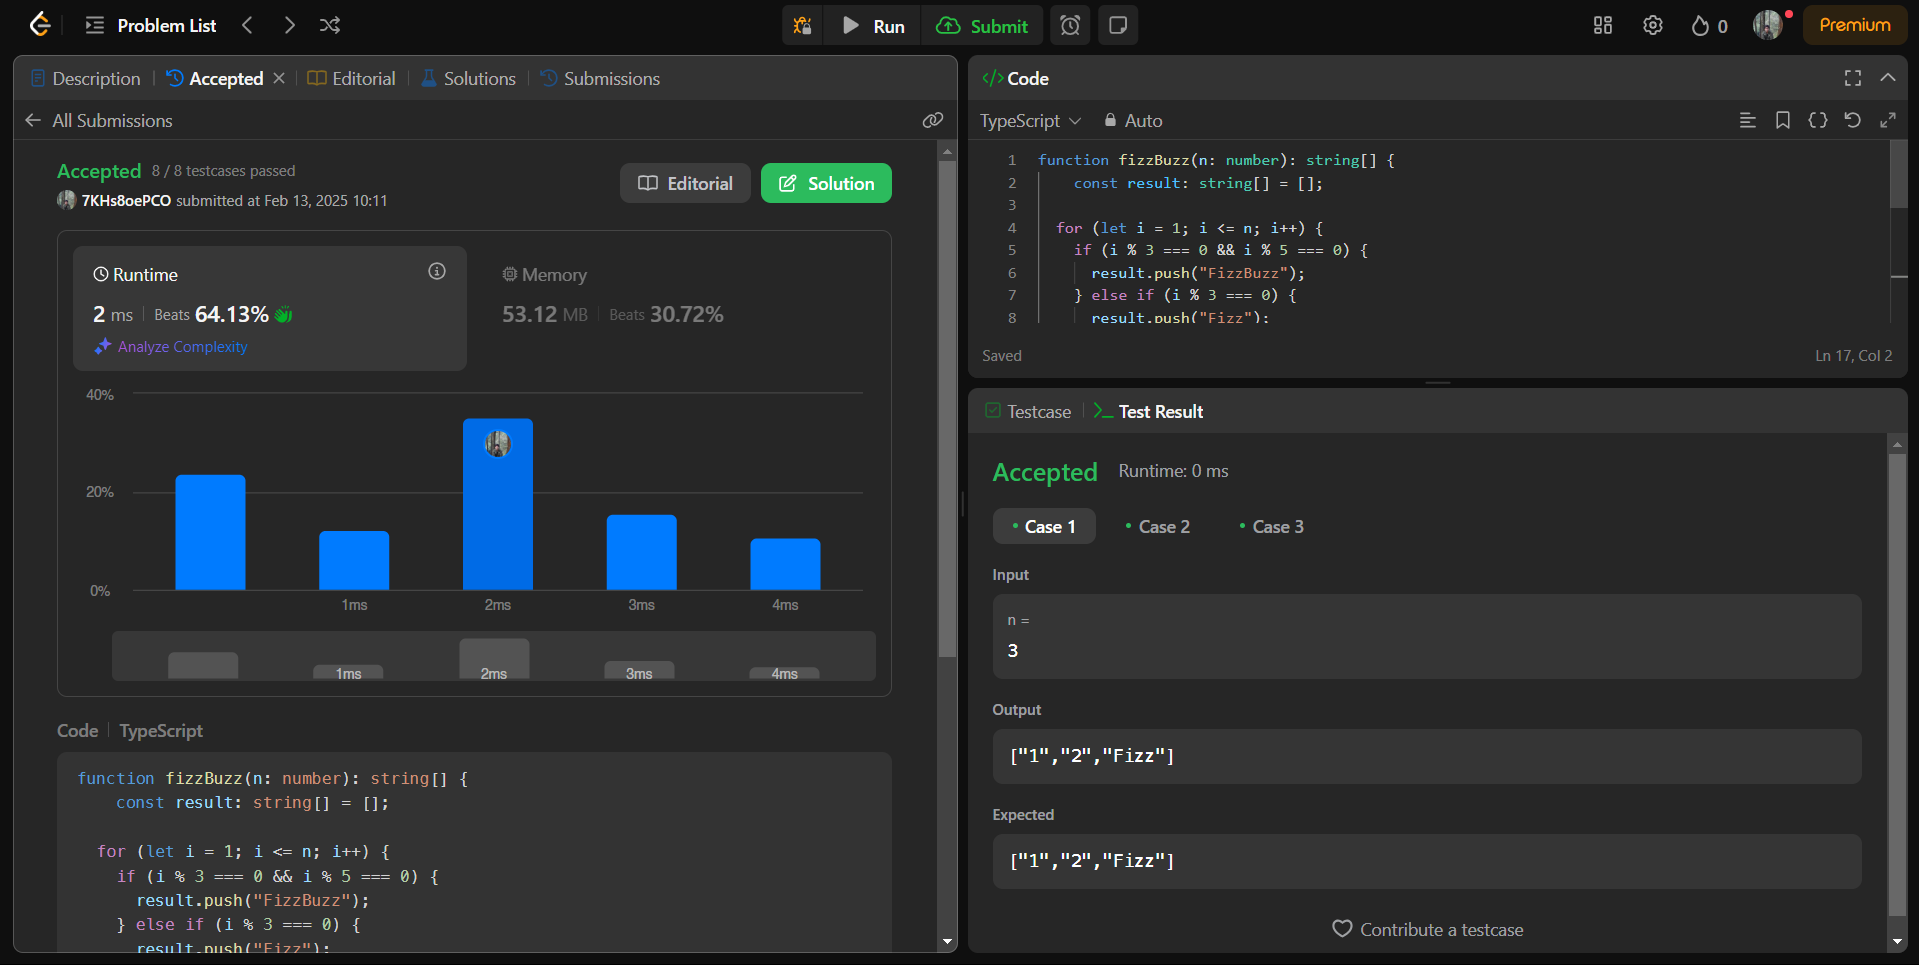 Problem List
Run
Submit
0
Premium
Description
Accepted
Editorial
Solutions
Submissions
All Submissions
Accepted 8 / 8 testcases passed
7KHs8oePCO submitted at Feb 13, 2025 10:11
Editorial
Solution
Runtime
2 ms Beats 64.13%
Analyze Complexity
Memory
53.12 MB Beats 30.72%
40%
20%
0%
1ms
2ms
3ms
4ms
1ms
2ms
3ms
4ms
Code TypeScript
function fizzBuzz(n: number): string[] {
    const result: string[] = [];
  for (let i = 1; i <= n; i++) {
    if (i % 3 === 0 && i % 5 === 0) {
      result.push("FizzBuzz");
    } else if (i % 3 === 0) {
      result.push("Fizz");
</> Code
TypeScript
Auto
1 function fizzBuzz(n: number): string[] {
2     const result: string[] = [];
3
4   for (let i = 1; i <= n; i++) {
5     if (i % 3 === 0 && i % 5 === 0) {
6       result.push("FizzBuzz");
7     } else if (i % 3 === 0) {
8       result.push("Fizz");
Saved
Ln 17, Col 2
Testcase
Test Result
Accepted Runtime: 0 ms
Case 1
Case 2
Case 3
Input
n =
3
Output
["1","2","Fizz"]
Expected
["1","2","Fizz"]
Contribute a testcase